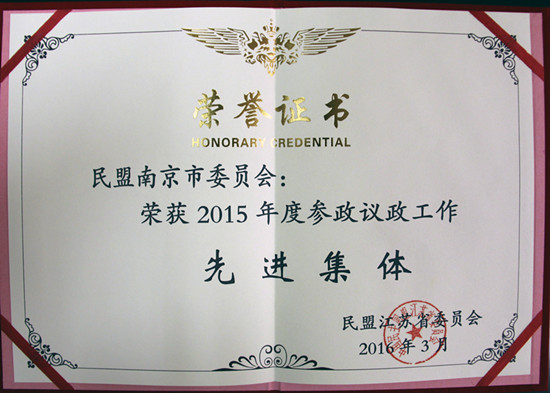 荣誉证书
HONORARY CREDENTIAL
民盟南京市委员会：
荣获 2015 年度参政议政工作
先进集体
民盟江苏省委员会
2016 年 3 月